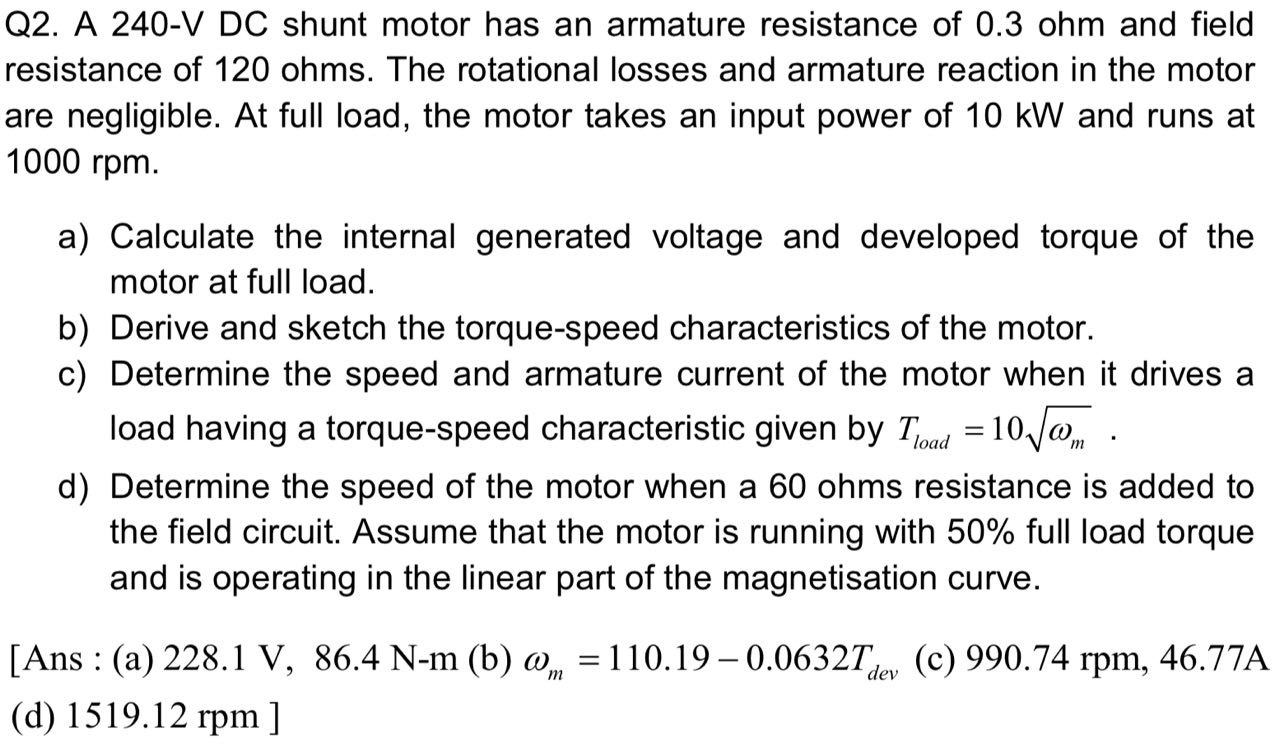 Q2. A 240-V DC shunt motor has an armature resistance of 0.3 ohm and field
resistance of 120 ohms. The rotational losses and armature reaction in the motor
are negligible. At full load, the motor takes an input power of 10 kW and runs at
1000 rpm.
a) Calculate the internal generated voltage and developed torque of the
motor at full load.
b) Derive and sketch the torque-speed characteristics of the motor.
c) Determine the speed and armature current of the motor when it drives a
load having a torque-speed characteristic given by T_load = 10√ω_m .
d) Determine the speed of the motor when a 60 ohms resistance is added to
the field circuit. Assume that the motor is running with 50% full load torque
and is operating in the linear part of the magnetisation curve.
[Ans : (a) 228.1 V, 86.4 N-m (b) ω_m = 110.19 – 0.0632T_dev (c) 990.74 rpm, 46.77A
(d) 1519.12 rpm ]